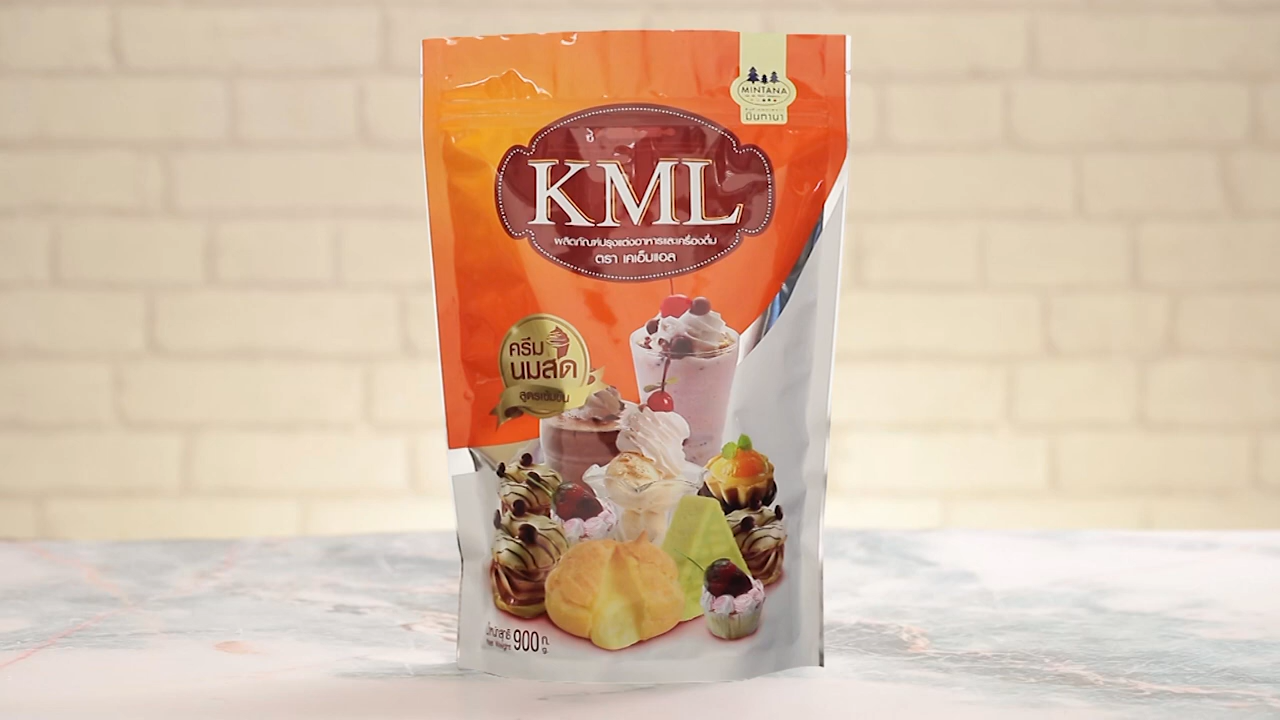 MINTANA
มินทานา
KML
ผลิตภัณฑ์ปรุงแต่งอาหารและเครื่องดื่ม
ตรา เคเอ็มแอล
ครีม
นมสด
สูตรเข้มข้น
น้ำหนักสุทธิ 900 ก.
Net Weight g.